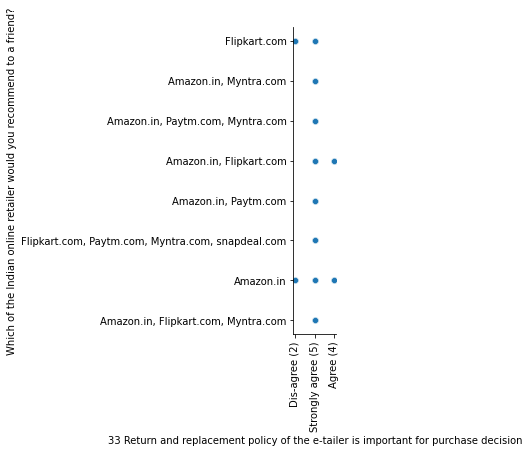 Which of the Indian online retailer would you recommend to a friend?
Flipkart.com
Amazon.in, Myntra.com
Amazon.in, Paytm.com, Myntra.com
Amazon.in, Flipkart.com
Amazon.in, Paytm.com
Flipkart.com, Paytm.com, Myntra.com, snapdeal.com
Amazon.in
Amazon.in, Flipkart.com, Myntra.com
Dis-agree (2)
Strongly agree (5)
Agree (4)
33 Return and replacement policy of the e-tailer is important for purchase decision